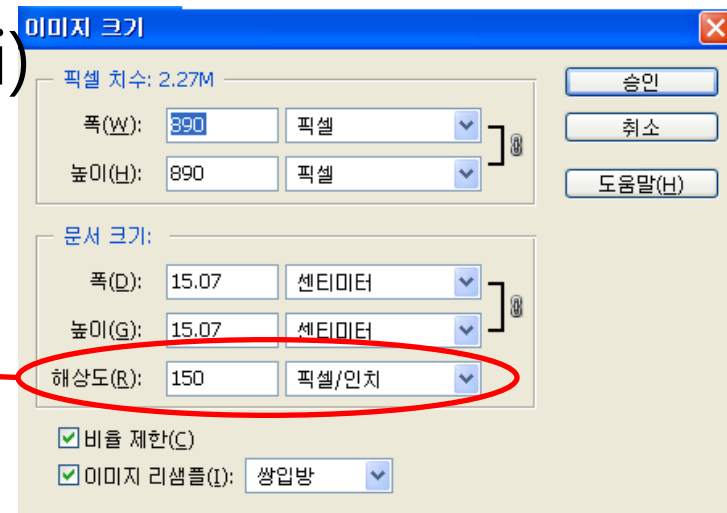 i)
이미지 크기
픽셀 치수: 2.27M
폭(W): 890 픽셀
높이(H): 890 픽셀
문서 크기:
폭(D): 15.07 센티미터
높이(G): 15.07 센티미터
해상도(R): 150 픽셀/인치
비율 제한(C)
이미지 리샘플(I): 쌍입방
승인
취소
도움말(H)